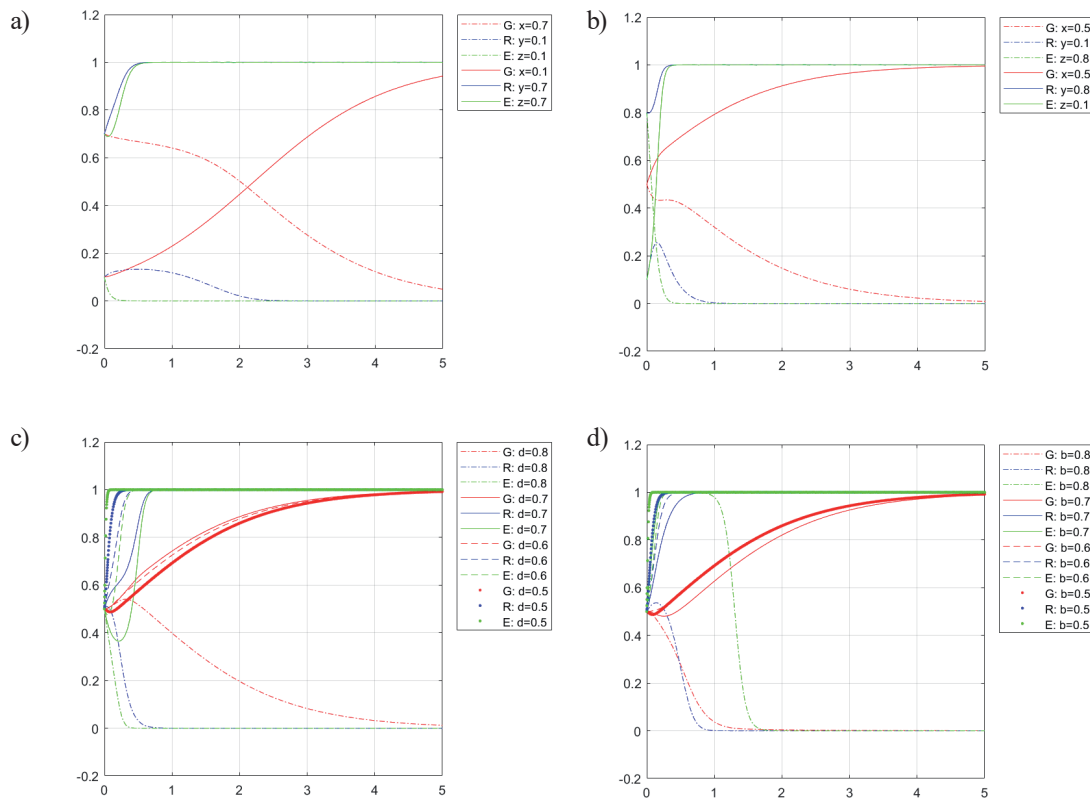 a)
1.2
1
0.8
0.6
0.4
0.2
0
-0.2
0 1 2 3 4 5
G: x=0.7
R: y=0.1
E: z=0.1
G: x=0.1
R: y=0.7
E: z=0.7
b)
1.2
1
0.8
0.6
0.4
0.2
0
-0.2
0 1 2 3 4 5
G: x=0.5
R: y=0.1
E: z=0.8
G: x=0.5
R: y=0.8
E: z=0.1
c)
1.2
1
0.8
0.6
0.4
0.2
0
-0.2
0 1 2 3 4 5
G: d=0.8
R: d=0.8
E: d=0.8
G: d=0.7
R: d=0.7
E: d=0.7
G: d=0.6
R: d=0.6
E: d=0.6
G: d=0.5
R: d=0.5
E: d=0.5
d)
1.2
1
0.8
0.6
0.4
0.2
0
-0.2
0 1 2 3 4 5
G: b=0.8
R: b=0.8
E: b=0.8
G: b=0.7
R: b=0.7
E: b=0.7
G: b=0.6
R: b=0.6
E: b=0.6
G: b=0.5
R: b=0.5
E: b=0.5